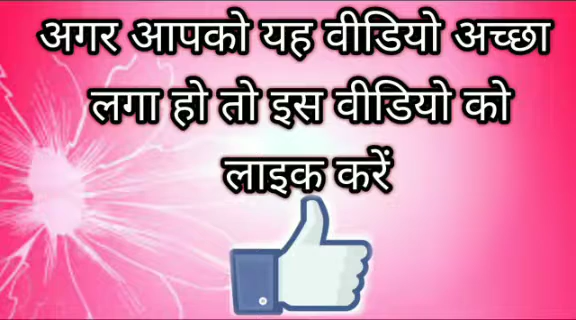 अगर आपको यह वीडियो अच्छा
लगा हो तो इस वीडियो को
लाइक करें